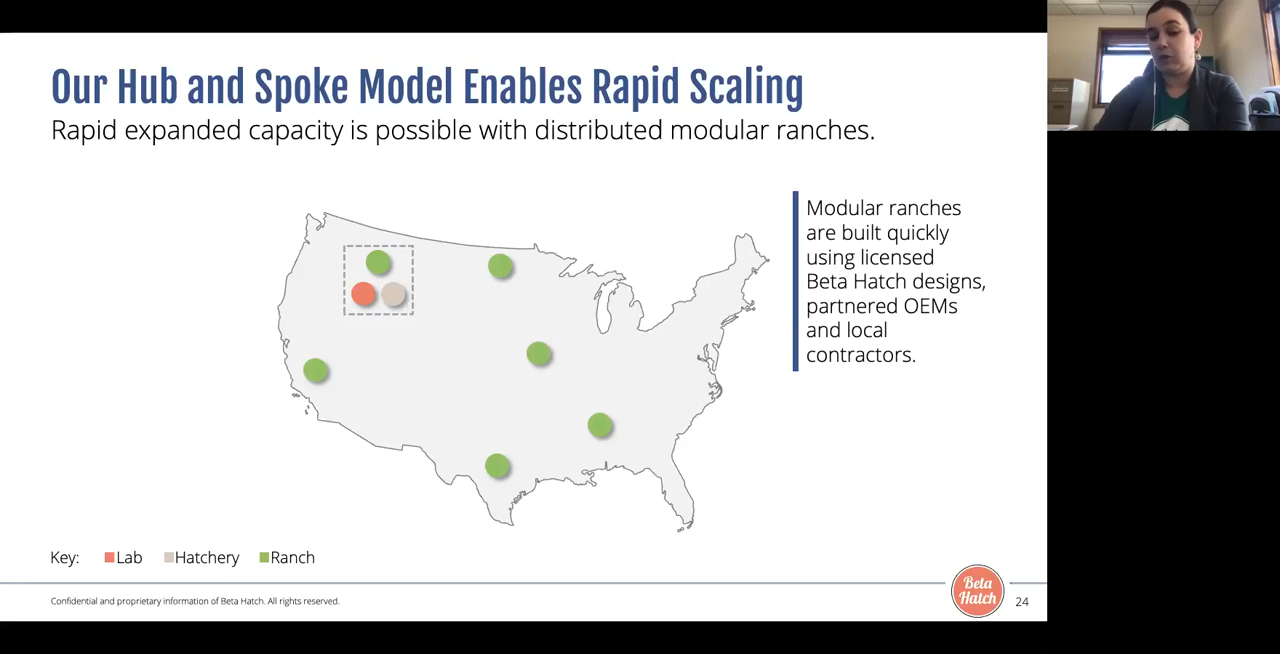 Our Hub and Spoke Model Enables Rapid Scaling
Rapid expanded capacity is possible with distributed modular ranches.
Modular ranches
are built quickly
using licensed
Beta Hatch designs,
partnered OEMs
and local
contractors.
Key: Lab Hatchery Ranch
Confidential and proprietary information of Beta Hatch. All rights reserved.
Beta
Hatch
24